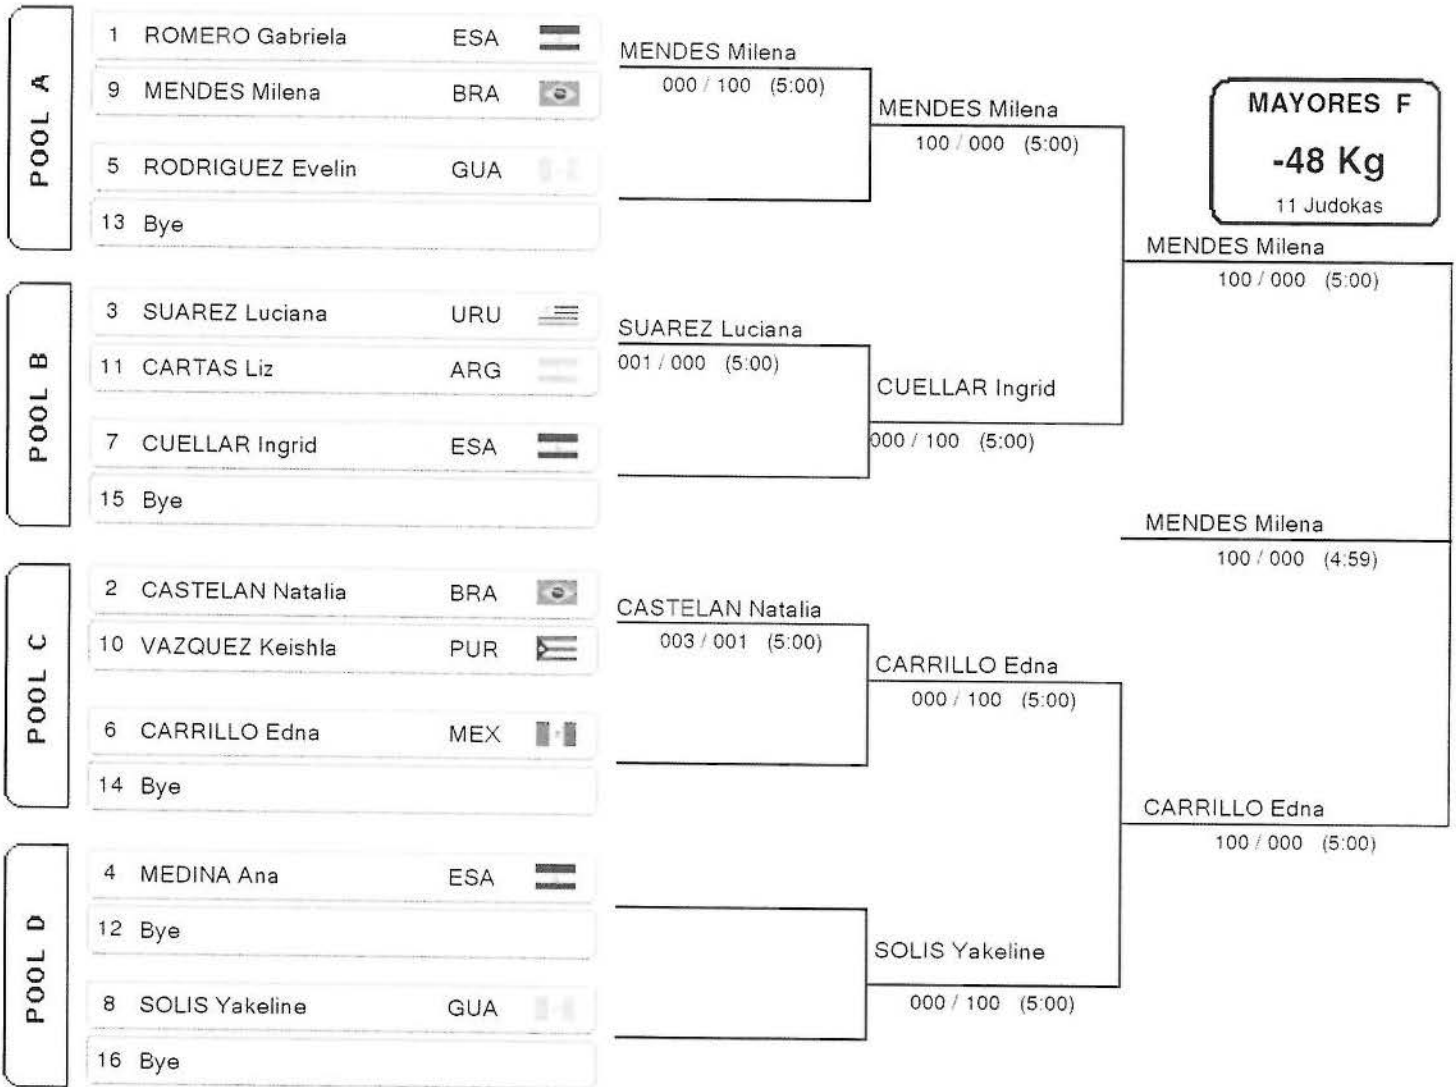 POOL A
1 ROMERO Gabriela ESA
9 MENDES Milena BRA
5 RODRIGUEZ Evelin GUA
13 Bye
POOL B
3 SUAREZ Luciana URU
11 CARTAS Liz ARG
7 CUELLAR Ingrid ESA
15 Bye
POOL C
2 CASTELAN Natalia BRA
10 VAZQUEZ Keishla PUR
6 CARRILLO Edna MEX
14 Bye
POOL D
4 MEDINA Ana ESA
12 Bye
8 SOLIS Yakeline GUA
16 Bye
MENDES Milena
000 / 100 (5:00)
SUAREZ Luciana
001 / 000 (5:00)
CASTELAN Natalia
003 / 001 (5:00)
MENDES Milena
100 / 000 (5:00)
CUELLAR Ingrid
000 / 100 (5:00)
CARRILLO Edna
000 / 100 (5:00)
SOLIS Yakeline
000 / 100 (5:00)
MAYORES F
-48 Kg
11 Judokas
MENDES Milena
100 / 000 (5:00)
MENDES Milena
100 / 000 (4:59)
CARRILLO Edna
100 / 000 (5:00)